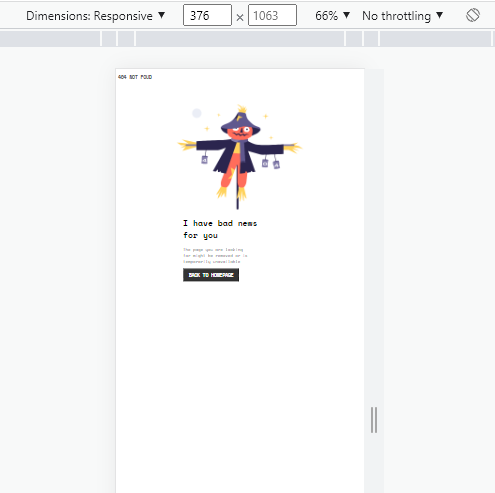 Dimensions: Responsive ▼ 376 × 1063 66% ▼ No throttling ▼
404 NOT FOUD
I have bad news
for you
The page you are looking
for might be removed or is
temporarily unavailable
BACK TO HOMEPAGE